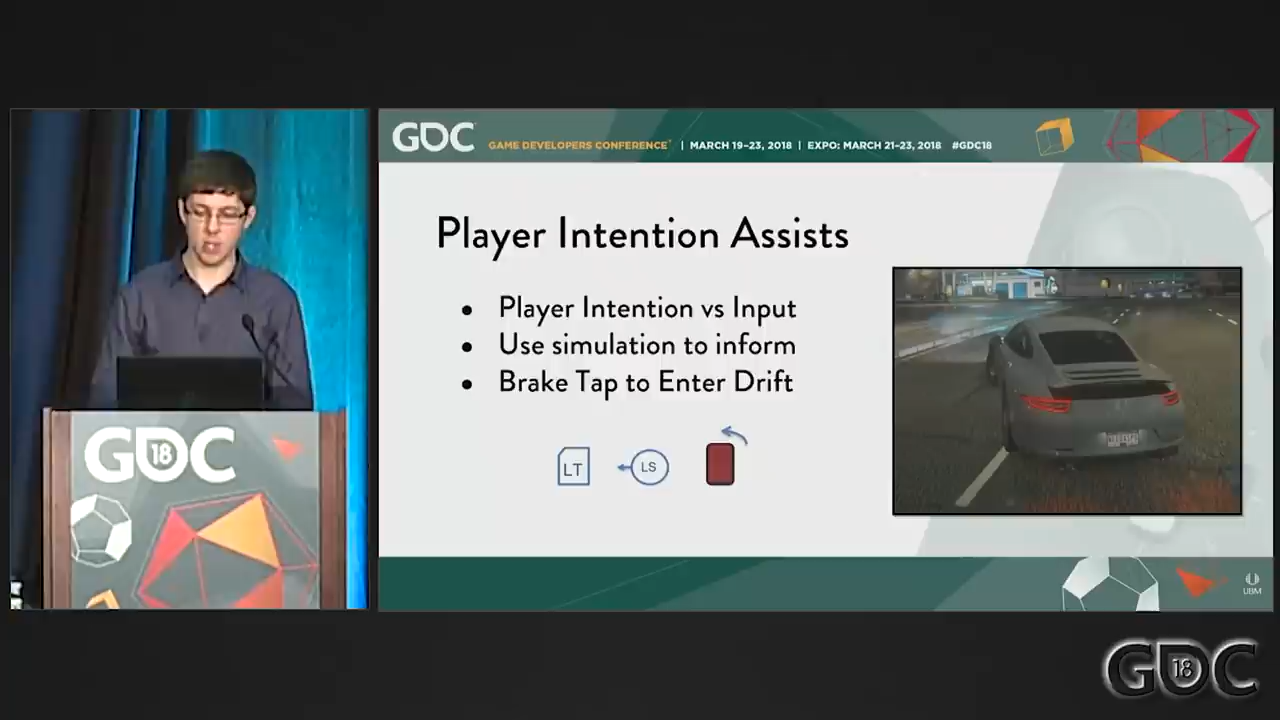 GDC GAME DEVELOPERS CONFERENCE | MARCH 19–23, 2018 | EXPO: MARCH 21–23, 2018 #GDC18
Player Intention Assists
• Player Intention vs Input
• Use simulation to inform
• Brake Tap to Enter Drift
LT LS
GDC 18
UBM
GDC 18